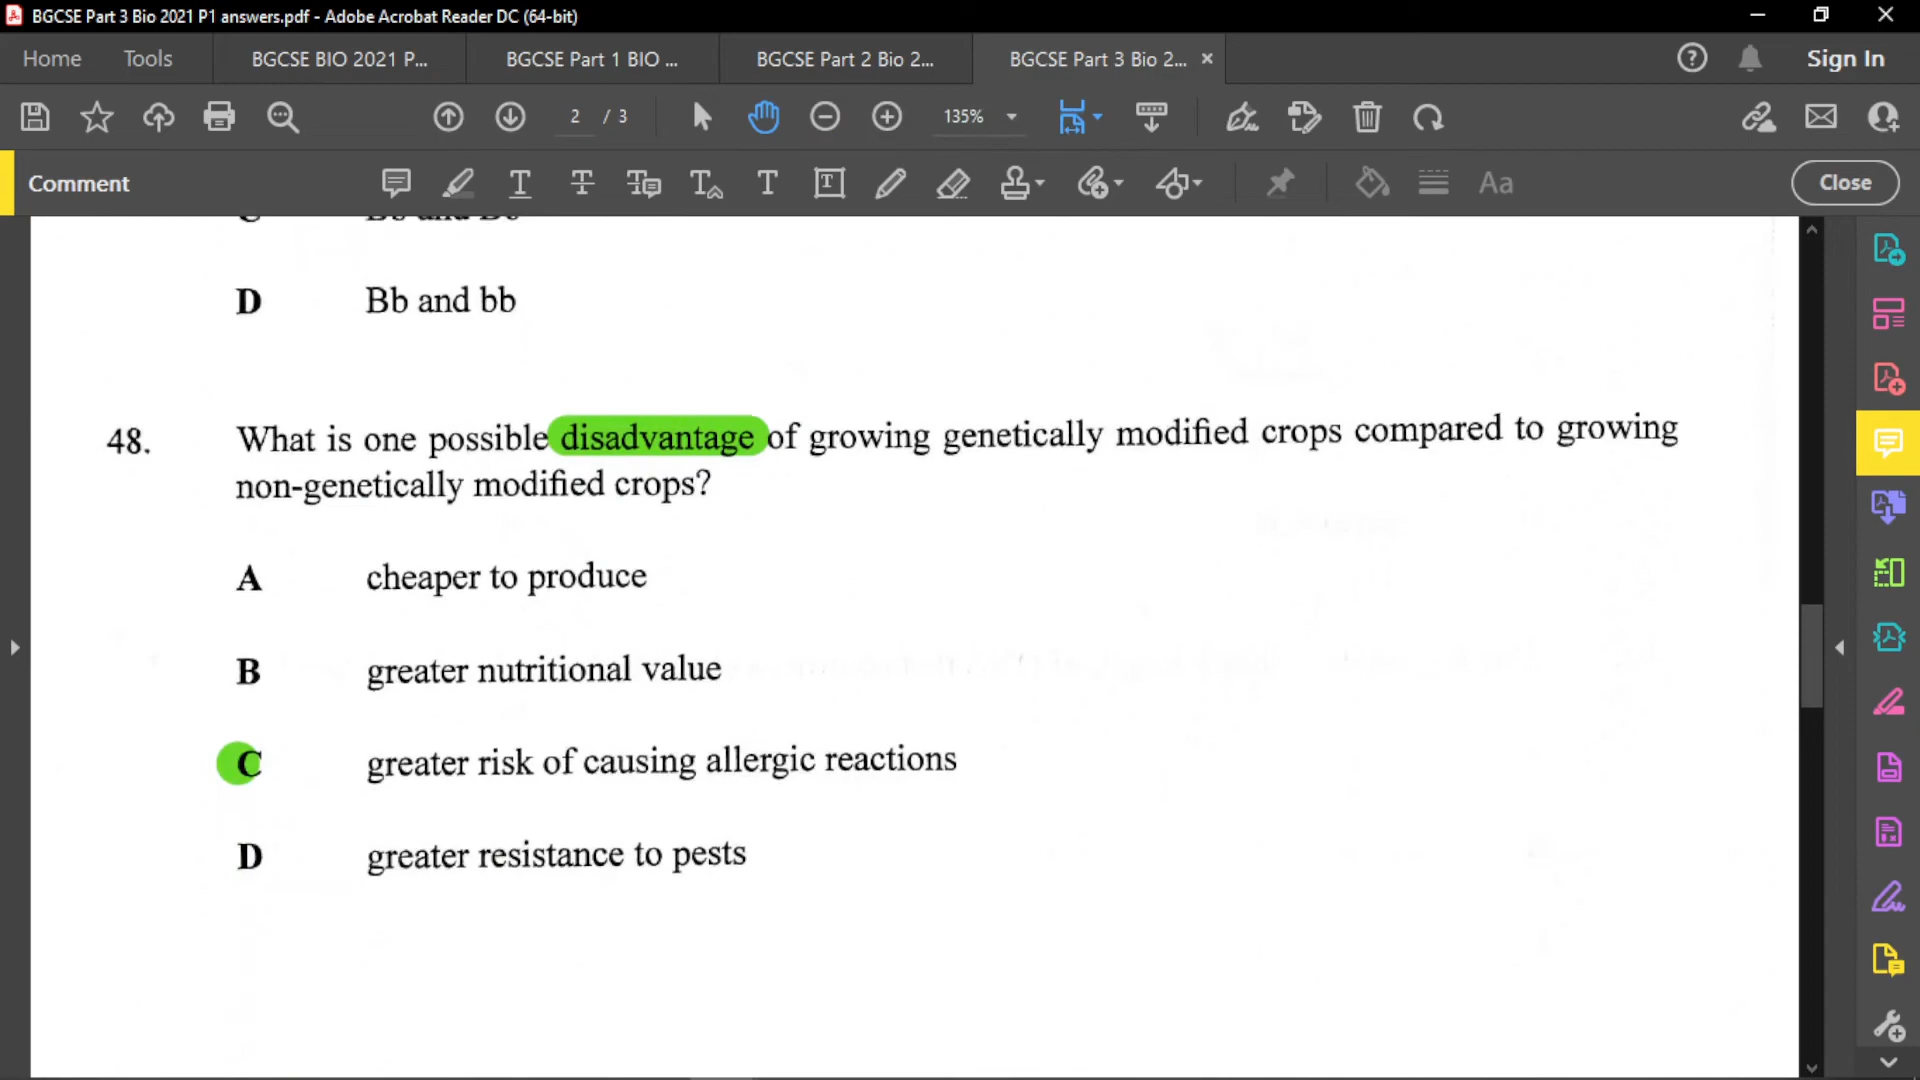 BGCSE Part 3 Bio 2021 P1 answers.pdf - Adobe Acrobat Reader DC (64-bit)
Home Tools BGCSE BIO 2021 P... BGCSE Part 1 BIO ... BGCSE Part 2 Bio 2... BGCSE Part 3 Bio 2... Sign In
2 / 3 135%
Comment Aa Close
D Bb and bb
48. What is one possible disadvantage of growing genetically modified crops compared to growing
non-genetically modified crops?
A cheaper to produce
B greater nutritional value
C greater risk of causing allergic reactions
D greater resistance to pests